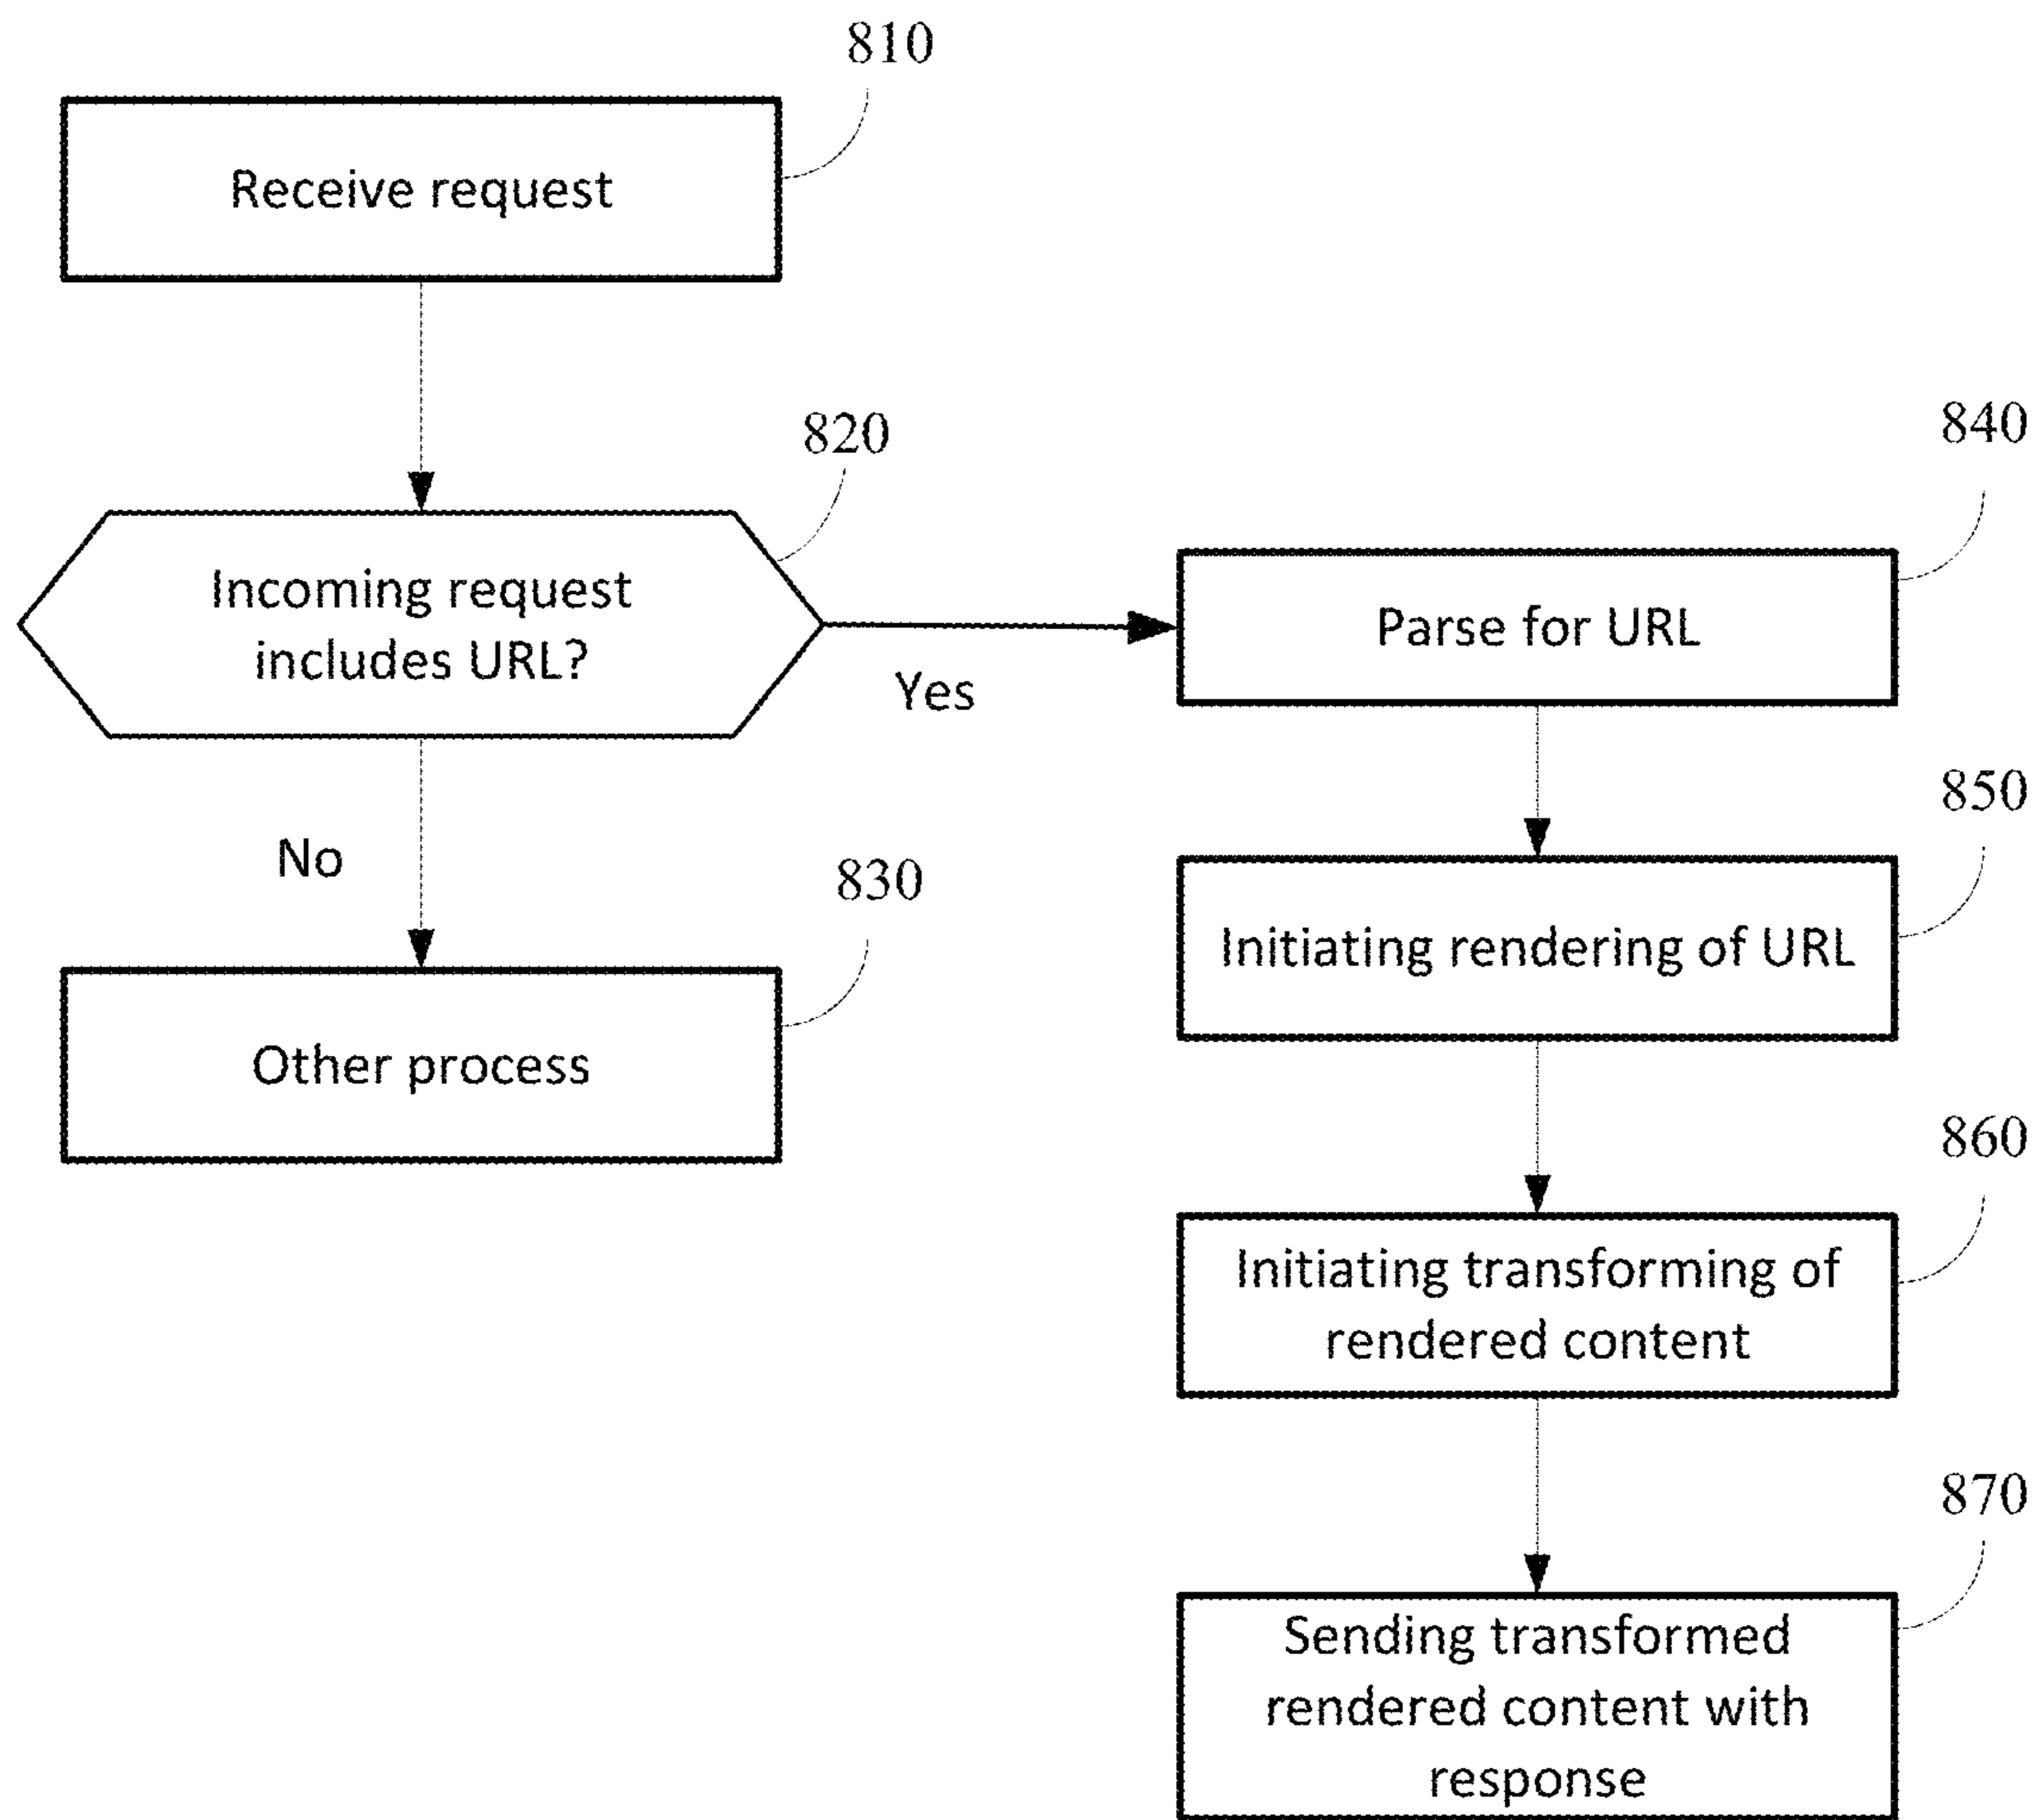 810
Receive request
820
Incoming request
includes URL?
Yes
No
830
Other process
840
Parse for URL
850
Initiating rendering of URL
860
Initiating transforming of
rendered content
870
Sending transformed
rendered content with
response